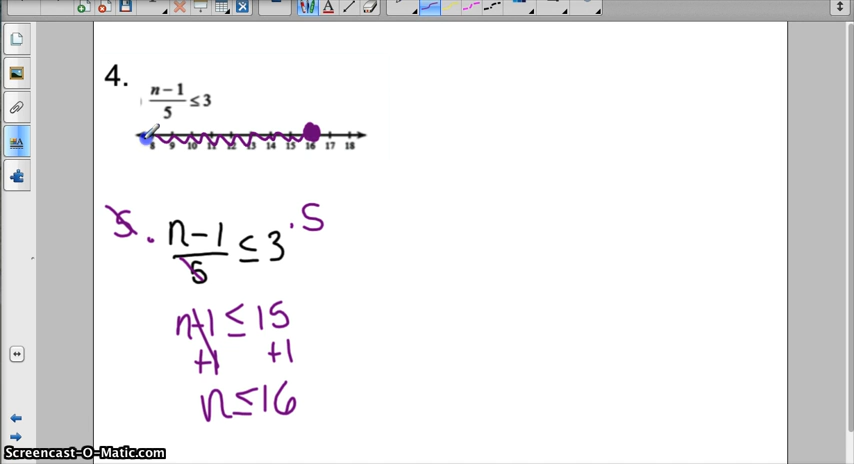 4.
n – 1
5 ≤ 3
8 9 10 11 12 13 14 15 16 17 18
5 · n – 1 ≤ 3 · 5
5
n – 1 ≤ 15
+1 +1
n ≤ 16
Screencast-O-Matic.com